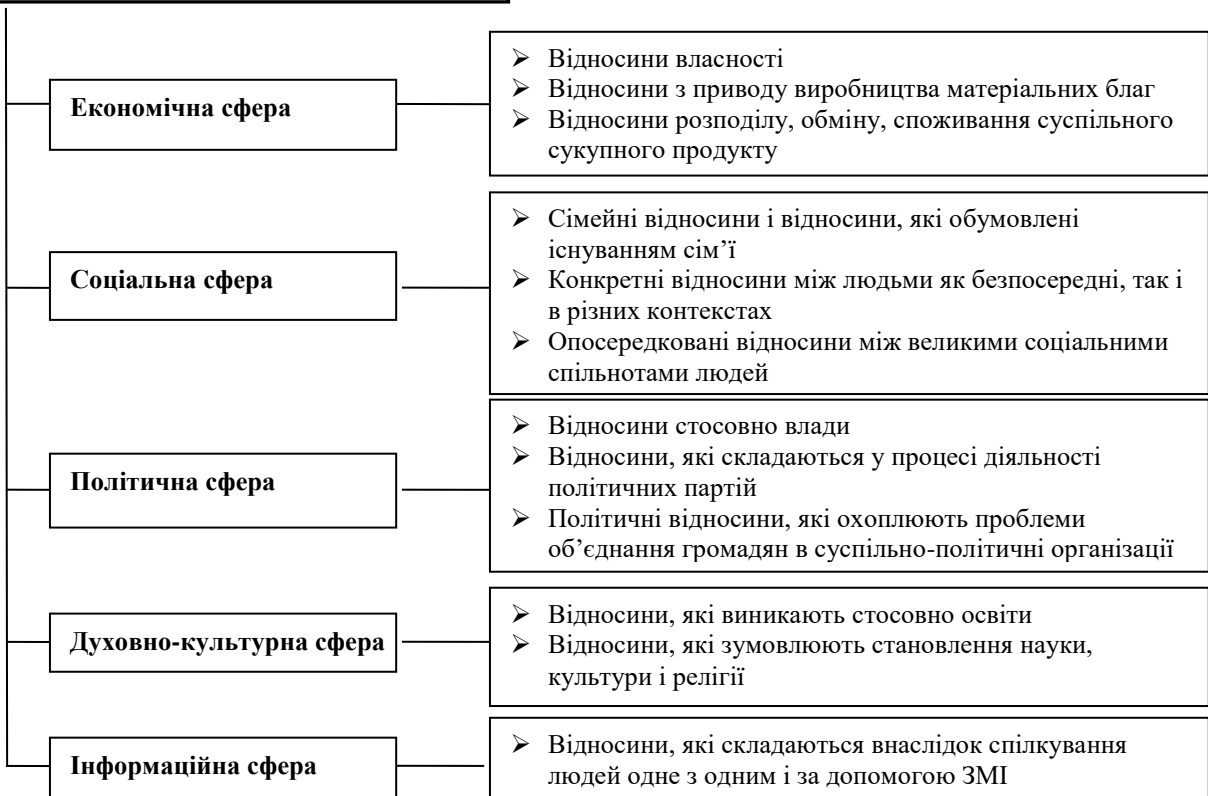 Економічна сфера
➢ Відносини власності
➢ Відносини з приводу виробництва матеріальних благ
➢ Відносини розподілу, обміну, споживання суспільного
сукупного продукту
Соціальна сфера
➢ Сімейні відносини і відносини, які обумовлені
існуванням сім’ї
➢ Конкретні відносини між людьми як безпосередні, так і
в різних контекстах
➢ Опосередковані відносини між великими соціальними
спільнотами людей
Політична сфера
➢ Відносини стосовно влади
➢ Відносини, які складаються у процесі діяльності
політичних партій
➢ Політичні відносини, які охоплюють проблеми
об’єднання громадян в суспільно-політичні організації
Духовно-культурна сфера
➢ Відносини, які виникають стосовно освіти
➢ Відносини, які зумовлюють становлення науки,
культури і релігії
Інформаційна сфера
➢ Відносини, які складаються внаслідок спілкування
людей одне з одним і за допомогою ЗМІ